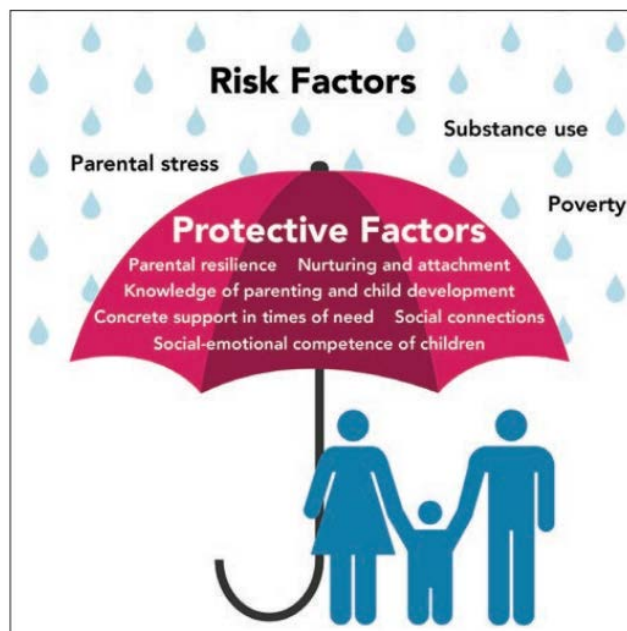 Risk Factors
Substance use
Parental stress
Poverty
Protective Factors
Parental resilience Nurturing and attachment
Knowledge of parenting and child development
Concrete support in times of need Social connections
Social-emotional competence of children